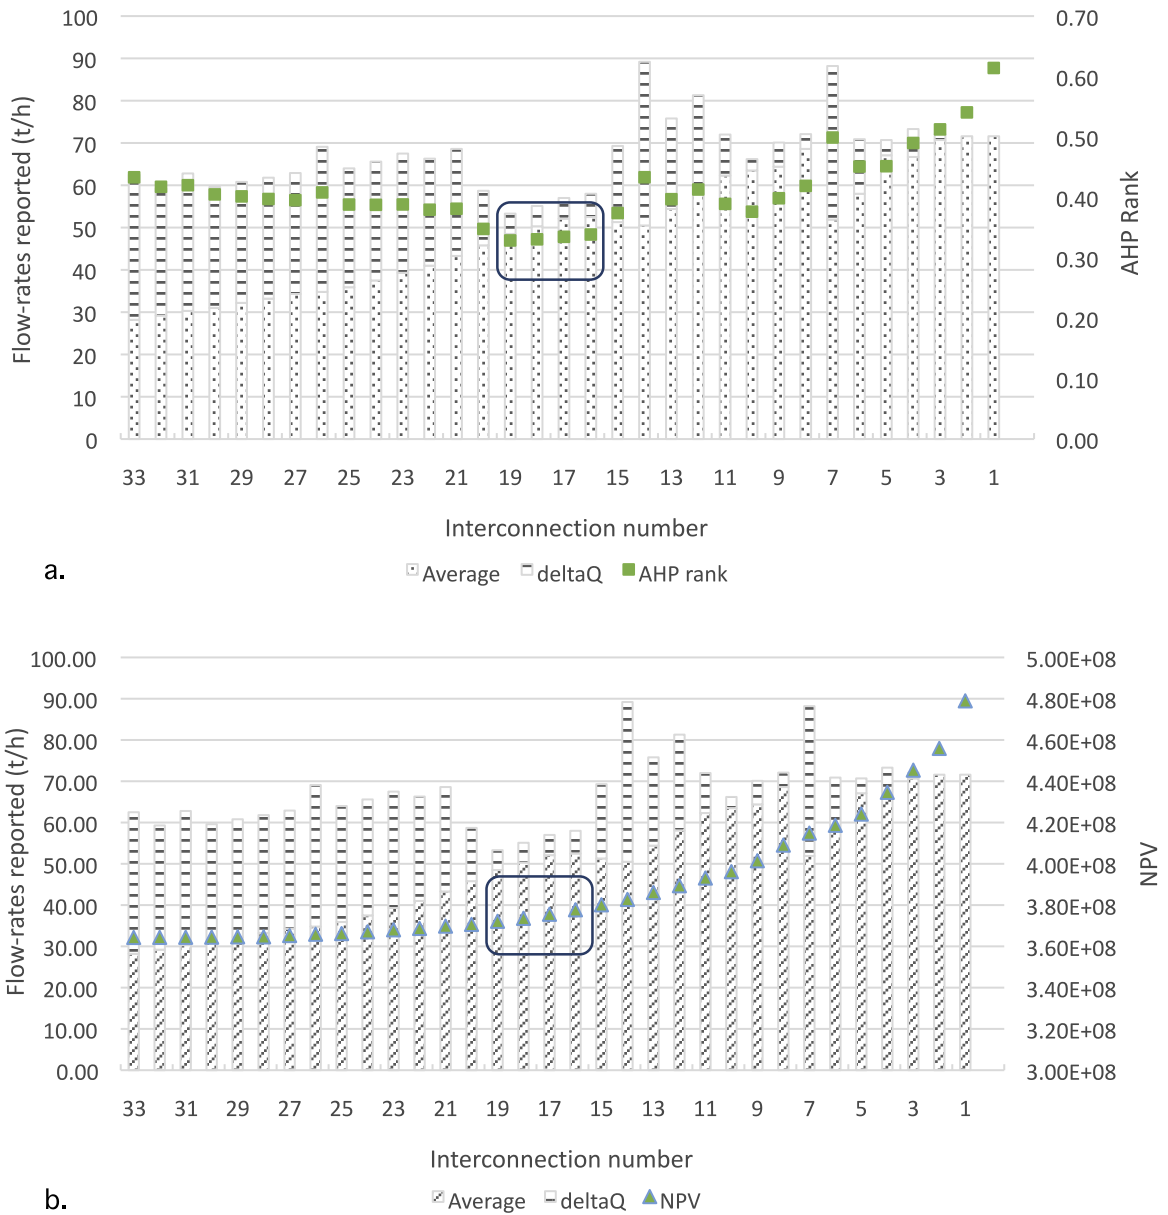 100
90
80
70
60
50
40
30
20
10
0
Flow-rates reported (t/h)
0.70
0.60
0.50
0.40
0.30
0.20
0.10
0.00
AHP Rank
33 31 29 27 25 23 21 19 17 15 13 11 9 7 5 3 1
Interconnection number
a.
Average deltaQ AHP rank
100.00
90.00
80.00
70.00
60.00
50.00
40.00
30.00
20.00
10.00
0.00
Flow-rates reported (t/h)
5.00E+08
4.80E+08
4.60E+08
4.40E+08
4.20E+08
4.00E+08
3.80E+08
3.60E+08
3.40E+08
3.20E+08
3.00E+08
NPV
33 31 29 27 25 23 21 19 17 15 13 11 9 7 5 3 1
Interconnection number
b.
Average deltaQ NPV